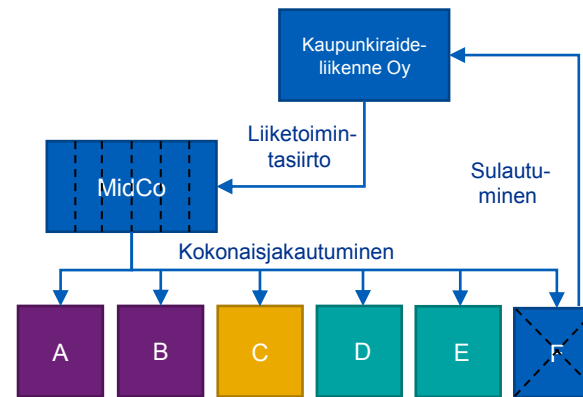 Kaupunkiraide-
liikenne Oy
Liiketoimin-
tasiirto
Sulautu-
minen
MidCo
Kokonaisjakautuminen
A B C D E F